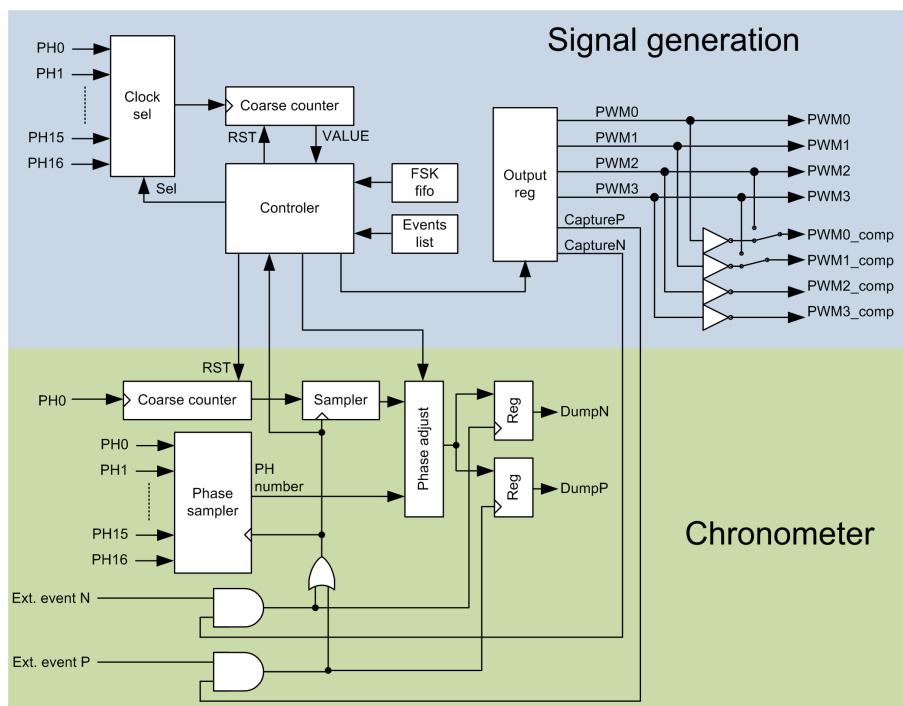 Signal generation
PH0
PH1
PH15
PH16
Clock
sel
Coarse counter
RST
VALUE
Sel
Controler
FSK
fifo
Events
list
Output
reg
PWM0
PWM1
PWM2
PWM3
CaptureP
CaptureN
PWM0
PWM1
PWM2
PWM3
PWM0_comp
PWM1_comp
PWM2_comp
PWM3_comp
RST
PH0
Coarse counter
Sampler
Phase adjust
Reg
DumpN
Reg
DumpP
PH0
PH1
PH15
PH16
Phase
sampler
PH
number
Chronometer
Ext. event N
Ext. event P